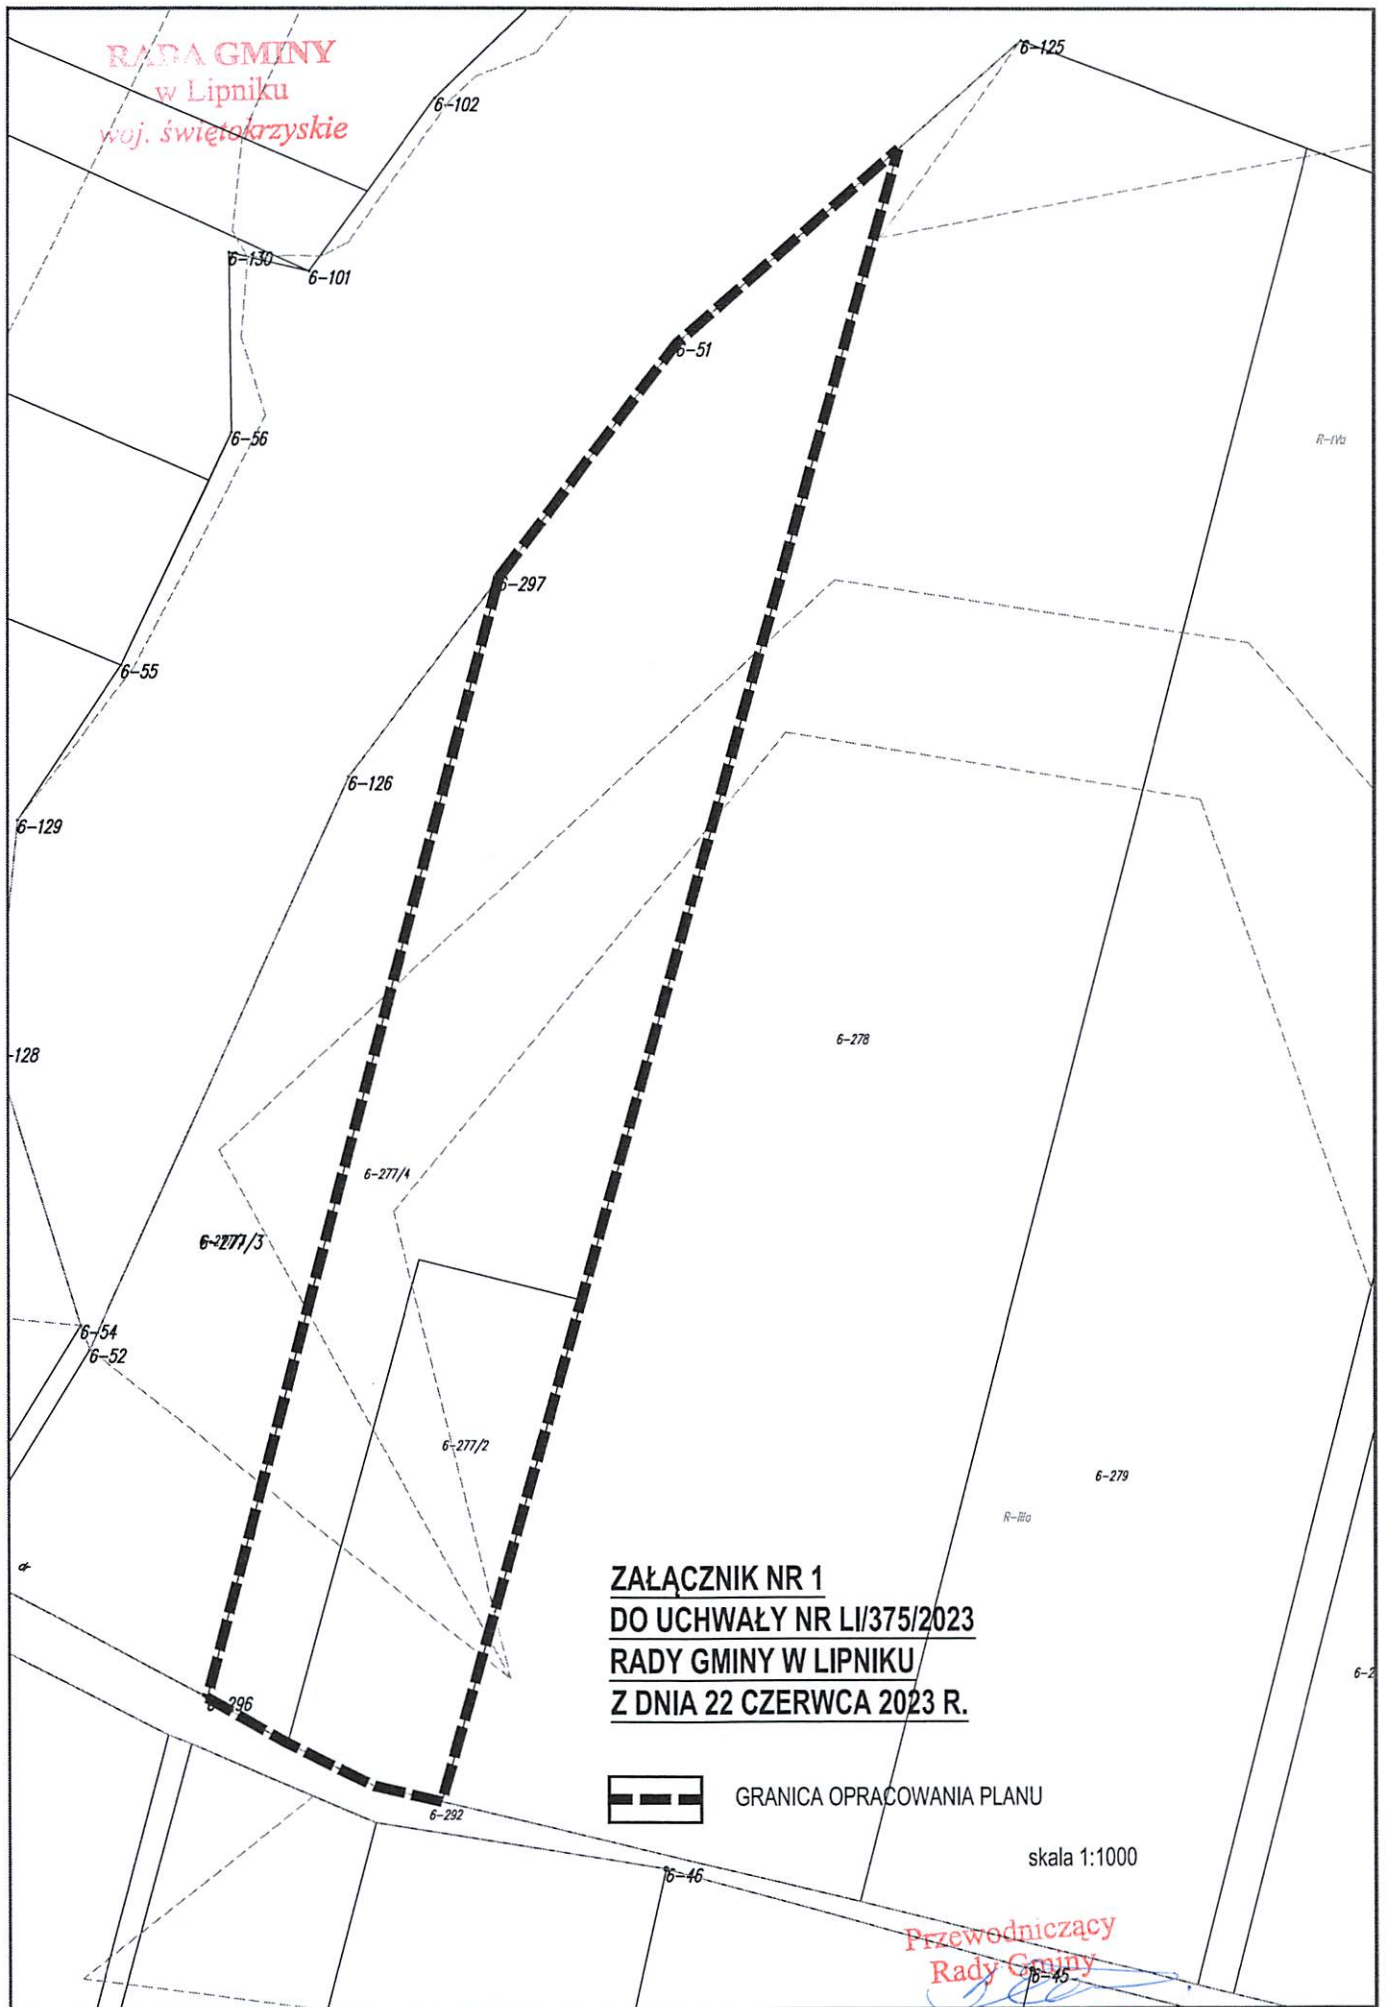 RADA GMINY
w Lipniku
woj. świętokrzyskie
6-125
6-102
6-130
6-101
6-51
6-56
R-IVa
6-297
6-55
6-126
6-129
-128
6-278
6-277/4
6-277/3
6-54
6-52
6-277/2
6-279
R-IIIa
dr
ZAŁĄCZNIK NR 1
DO UCHWAŁY NR LI/375/2023
RADY GMINY W LIPNIKU
Z DNIA 22 CZERWCA 2023 R.
6-2
6-296
GRANICA OPRACOWANIA PLANU
6-292
skala 1:1000
6-46
Przewodniczący
Rady Gminy
6-45